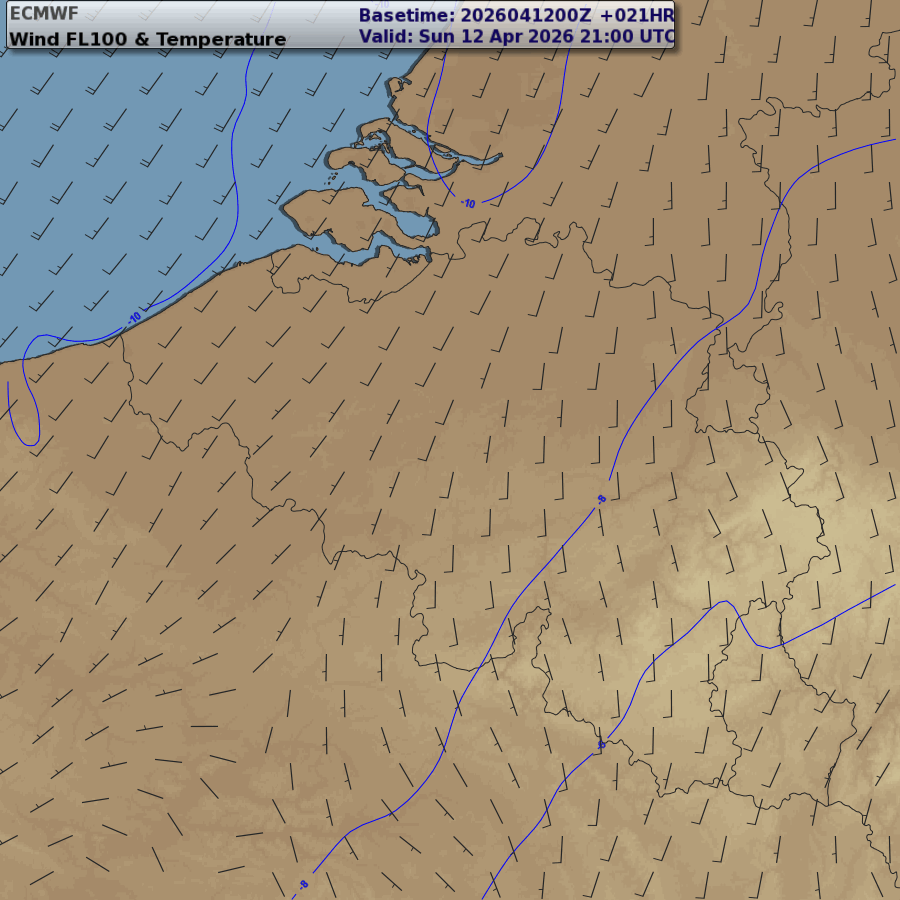 ECMWF
Basetime: 2026041200Z +021HR
Wind FL100 & Temperature
Valid: Sun 12 Apr 2026 21:00 UTC
-10
-10
-8
-8